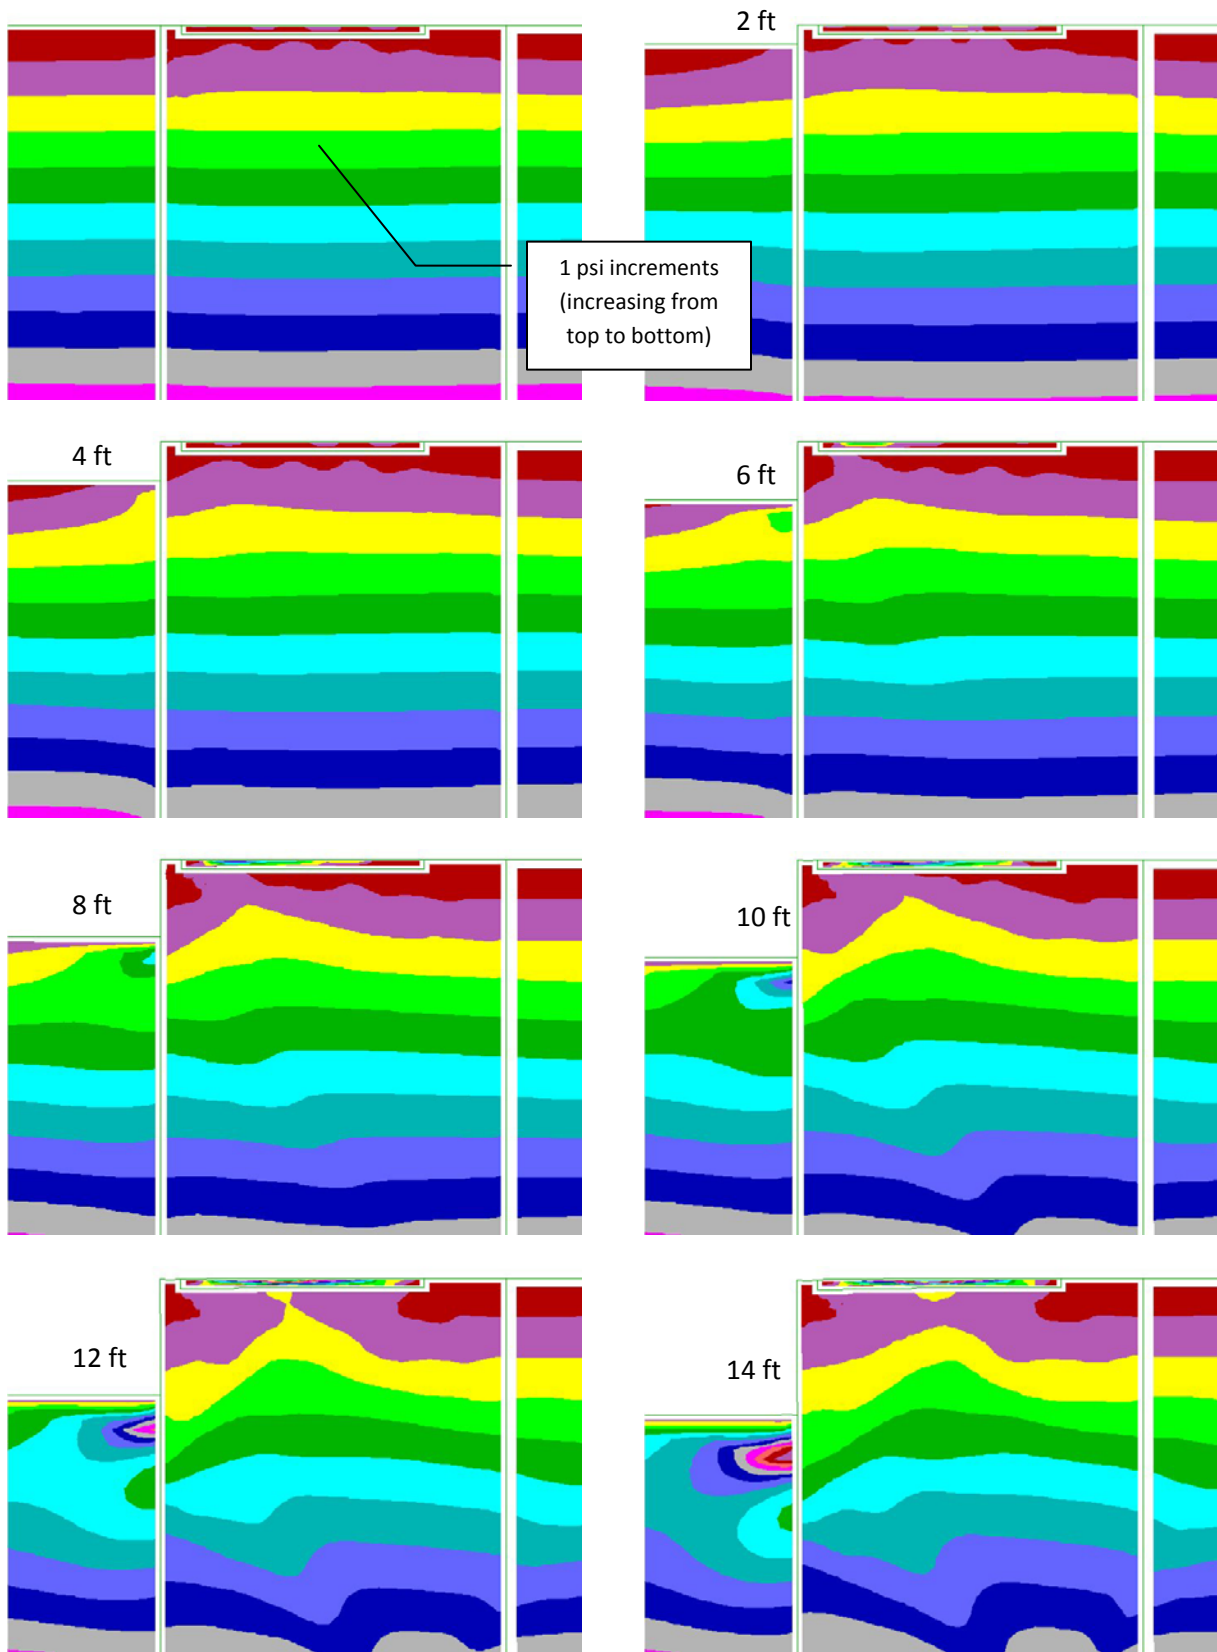 2 ft
1 psi increments
(increasing from
top to bottom)
4 ft
6 ft
8 ft
10 ft
12 ft
14 ft